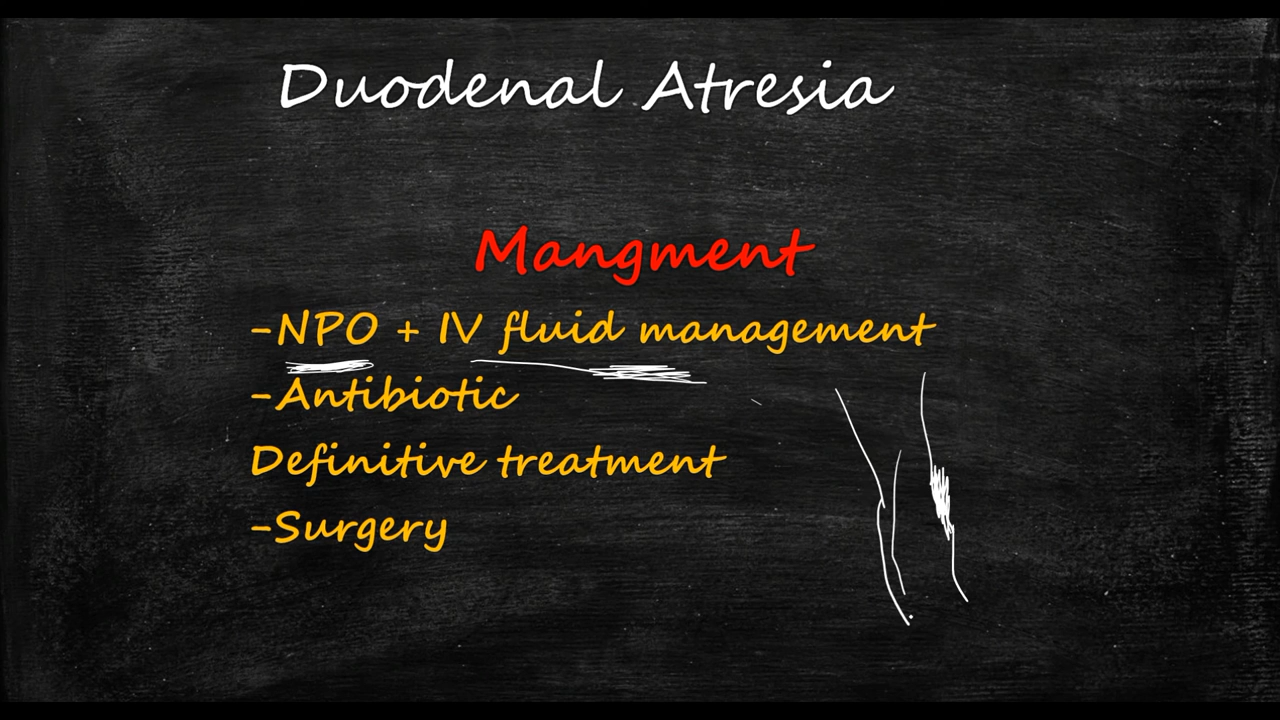 Duodenal Atresia
Mangment
-NPO + IV fluid management
-Antibiotic
Definitive treatment
-Surgery